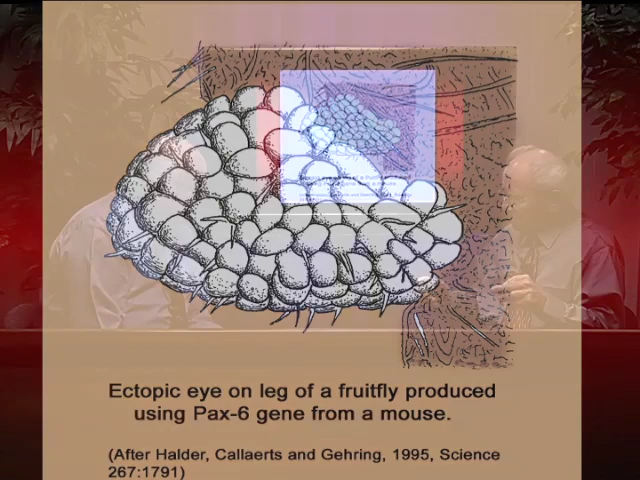 Ectopic eye on leg of a fruitfly produced
using Pax-6 gene from a mouse.
(After Halder, Callaerts and Gehring, 1995, Science
267:1791)